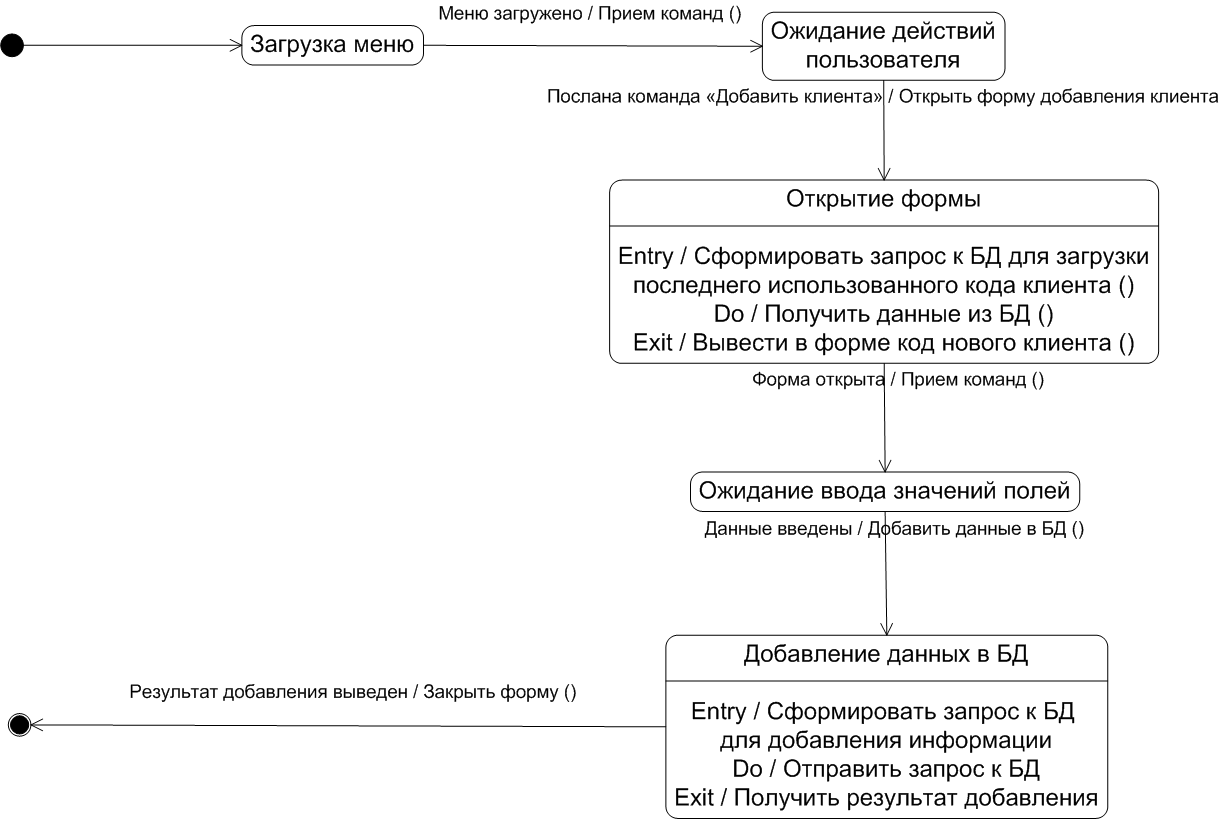 Меню загружено / Прием команд ()
Загрузка меню
Ожидание действий
пользователя
Послана команда «Добавить клиента» / Открыть форму добавления клиента
Открытие формы
Entry / Сформировать запрос к БД для загрузки
последнего использованного кода клиента ()
Do / Получить данные из БД ()
Exit / Вывести в форме код нового клиента ()
Форма открыта / Прием команд ()
Ожидание ввода значений полей
Данные введены / Добавить данные в БД ()
Добавление данных в БД
Результат добавления выведен / Закрыть форму ()
Entry / Сформировать запрос к БД
для добавления информации
Do / Отправить запрос к БД
Exit / Получить результат добавления